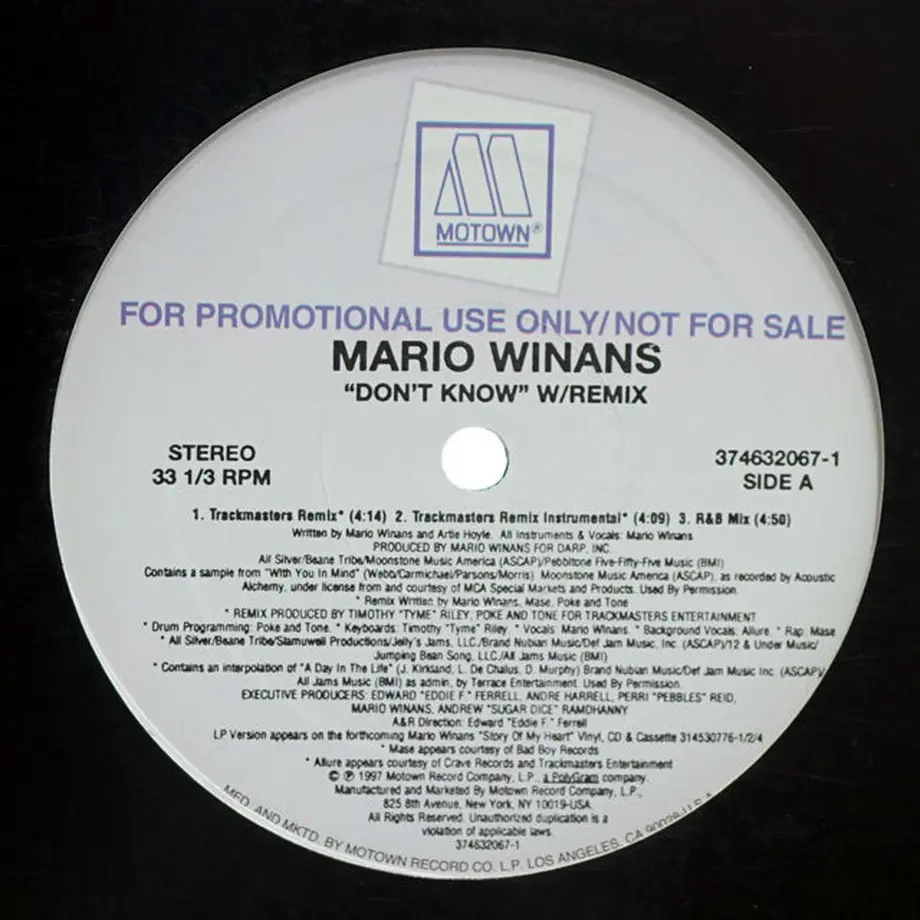 MOTOWN®
FOR PROMOTIONAL USE ONLY/NOT FOR SALE
MARIO WINANS
"DON'T KNOW" W/REMIX
STEREO
33 1/3 RPM
374632067-1
SIDE A
1. Trackmasters Remix* (4:14) 2. Trackmasters Remix Instrumental* (4:09) 3. R&B Mix (4:50)
Written by Mario Winans and Artie Hoyle. All Instruments & Vocals: Mario Winans
PRODUCED BY MARIO WINANS FOR DARP, INC.
All Silver/Beane Tribe/Moonstone Music America (ASCAP)/Pebbitone Five-Fifty-Five Music (BMI)
Contains a sample from "With You In Mind" (Webb/Carmichael/Parsons/Morris) Moonstone Music America (ASCAP), as recorded by Acoustic
Alchemy, under license from and courtesy of MCA Special Markets and Products. Used By Permission.
* Remix Written by Mario Winans, Mase, Poke and Tone
* REMIX PRODUCED BY TIMOTHY "TYME" RILEY, POKE AND TONE FOR TRACKMASTERS ENTERTAINMENT
* Drum Programming: Poke and Tone. * Keyboards: Timothy "Tyme" Riley. * Vocals: Mario Winans. * Background Vocals: Allure. * Rap: Mase
* All Silver/Beane Tribe/Slamuwell Productions/Jelly's Jams, LLC./Brand Nubian Music/Def Jam Music, Inc. (ASCAP)/12 & Under Music/
Jumping Bean Song, LLC./All Jams Music (BMI)
* Contains an interpolation of "A Day In The Life" (J. Kirkland, L. De Chalus, D. Murphy) Brand Nubian Music/Def Jam Music Inc. (ASCAP)/
All Jams Music (BMI) as admin. by Terrace Entertainment. Used By Permission.
EXECUTIVE PRODUCERS: EDWARD "EDDIE F." FERRELL, ANDRE HARRELL, PERRI "PEBBLES" REID,
MARIO WINANS, ANDREW "SUGAR DICE" RAMDHANNY
A&R Direction: Edward "Eddie F." Ferrell
LP Version appears on the forthcoming Mario Winans "Story Of My Heart" Vinyl, CD & Cassette 314530776-1/2/4
* Mase appears courtesy of Bad Boy Records
* Allure appears courtesy of Crave Records and Trackmasters Entertainment
© ℗ 1997 Motown Record Company, L.P., a PolyGram company.
Manufactured and Marketed By Motown Record Company, L.P.,
825 8th Avenue, New York, NY 10019-USA.
All Rights Reserved. Unauthorized duplication is a
violation of applicable laws.
374632067-1
MFD. AND MKTD. BY MOTOWN RECORD CO. L.P. LOS ANGELES, CA 90028 U.S.A.